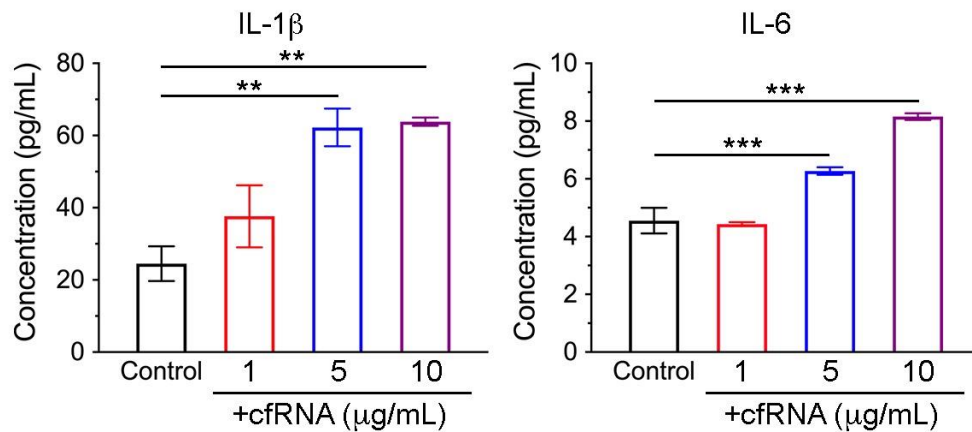 IL-1β
Concentration (pg/mL)
80
60
40
20
0
**
**
Control
1
5
10
+cfRNA (μg/mL)
IL-6
Concentration (pg/mL)
10
8
6
4
2
0
***
***
Control
1
5
10
+cfRNA (μg/mL)